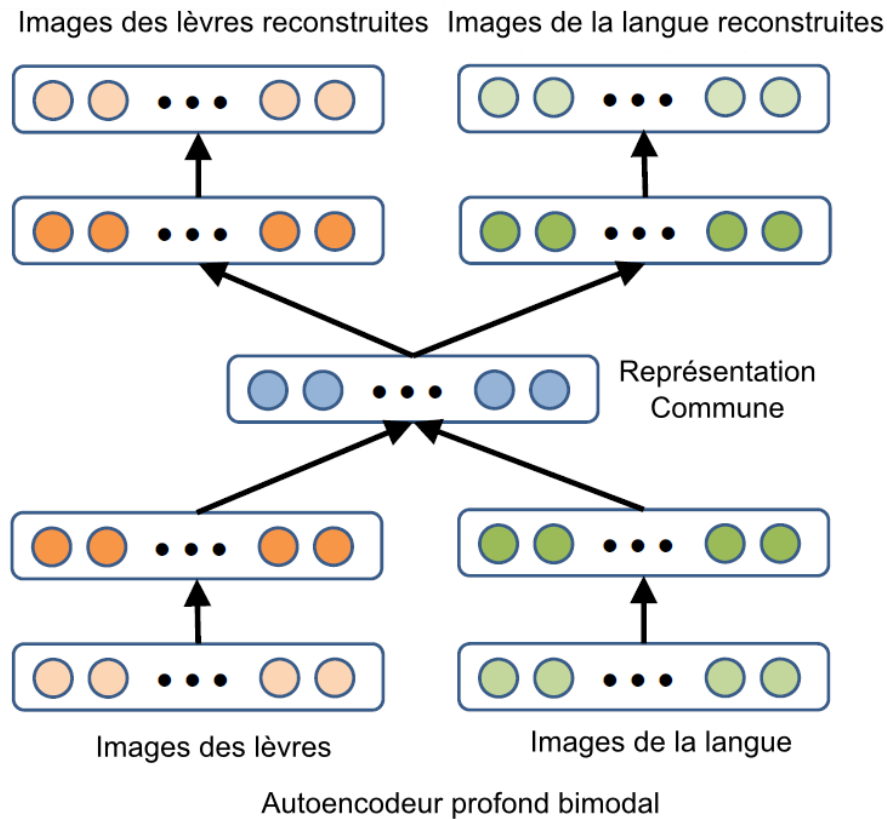 Images des lèvres reconstruites
Images de la langue reconstruites
Représentation
Commune
Images des lèvres
Images de la langue
Autoencodeur profond bimodal